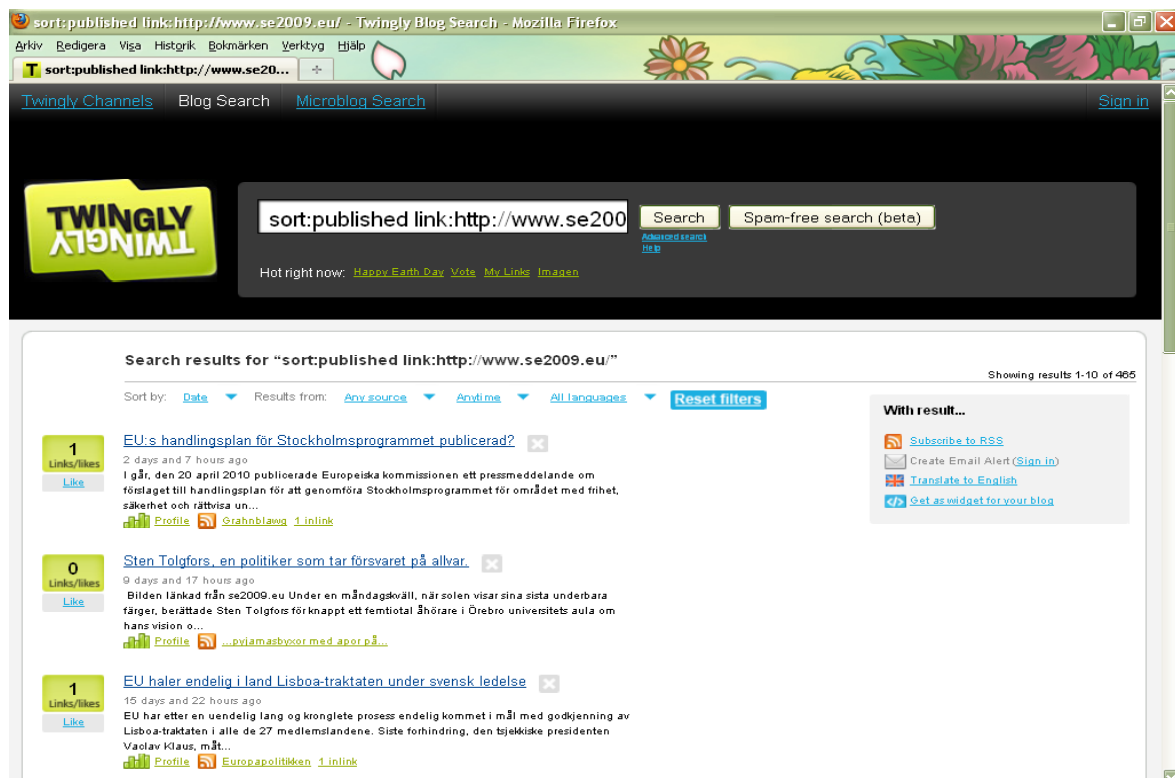 sort:published link:http://www.se2009.eu/ - Twingly Blog Search - Mozilla Firefox
Arkiv Redigera Visa Historik Bokmärken Verktyg Hjälp
T sort:published link:http://www.se20...
Twingly Channels Blog Search Microblog Search Sign in
TWINGLY
TWINGLY
sort:published link:http://www.se200 Search Spam-free search (beta)
Advanced search
Help
Hot right now: Happy Earth Day Vote My Links Imagen
Search results for “sort:published link:http://www.se2009.eu/”
Showing results 1-10 of 465
Sort by: Date Results from: Any source Anytime All languages Reset filters
With result...
Subscribe to RSS
Create Email Alert (Sign in)
Translate to English
Get as widget for your blog
1
Links/likes
Like
EU:s handlingsplan för Stockholmsprogrammet publicerad?
2 days and 7 hours ago
I går, den 20 april 2010 publicerade Europeiska kommissionen ett pressmeddelande om
förslaget till handlingsplan för att genomföra Stockholmsprogrammet för området med frihet,
säkerhet och rättvisa un...
Profile Grahnblawg 1 inlink
0
Links/likes
Like
Sten Tolgfors, en politiker som tar försvaret på allvar.
9 days and 17 hours ago
Bilden länkad från se2009.eu Under en måndagskväll, när solen visar sina sista underbara
färger, berättade Sten Tolgfors för knappt ett femtiotal åhörare i Örebro universitets aula om
hans vision o...
Profile ...pyjamasbyxor med apor på...
1
Links/likes
Like
EU haler endelig i land Lisboa-traktaten under svensk ledelse
15 days and 22 hours ago
EU har etter en uendelig lang og kronglete prosess endelig kommet i mål med godkjenning av
Lisboa-traktaten i alle de 27 medlemslandene. Siste forhindring, den tsjekkiske presidenten
Vaclav Klaus, måt...
Profile Europapolitikken 1 inlink